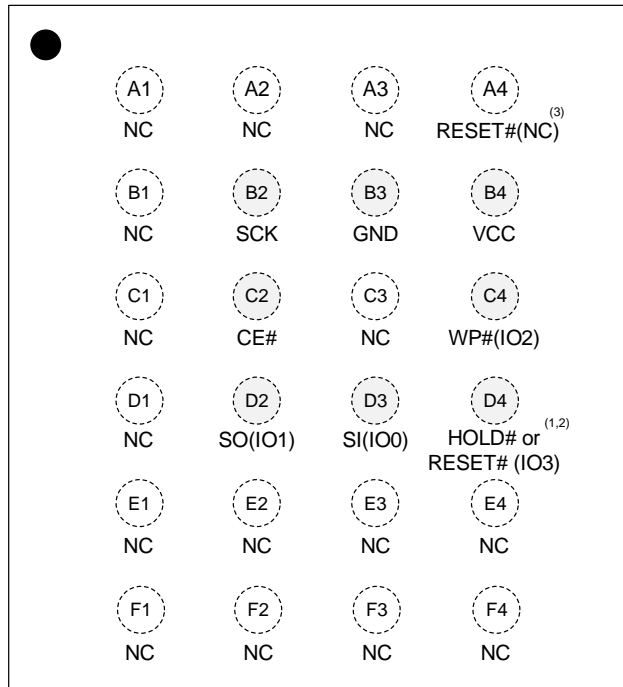 A1 A2 A3 A4
NC NC NC RESET#(NC) (3)
B1 B2 B3 B4
NC SCK GND VCC
C1 C2 C3 C4
NC CE# NC WP#(IO2)
D1 D2 D3 D4
NC SO(IO1) SI(IO0) HOLD# or (1,2)
RESET# (IO3)
E1 E2 E3 E4
NC NC NC NC
F1 F2 F3 F4
NC NC NC NC